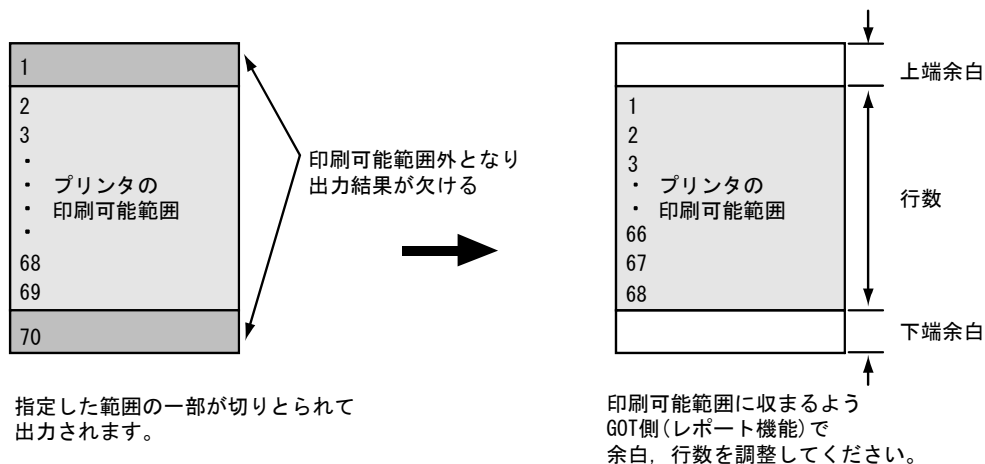 1
2
3
・
・ プリンタの
・ 印刷可能範囲
・
68
69
70
印刷可能範囲外となり
出力結果が欠ける
指定した範囲の一部が切りとられて
出力されます。
1
2
3
・ プリンタの
・ 印刷可能範囲
66
67
68
上端余白
行数
下端余白
印刷可能範囲に収まるよう
GOT側(レポート機能)で
余白，行数を調整してください。